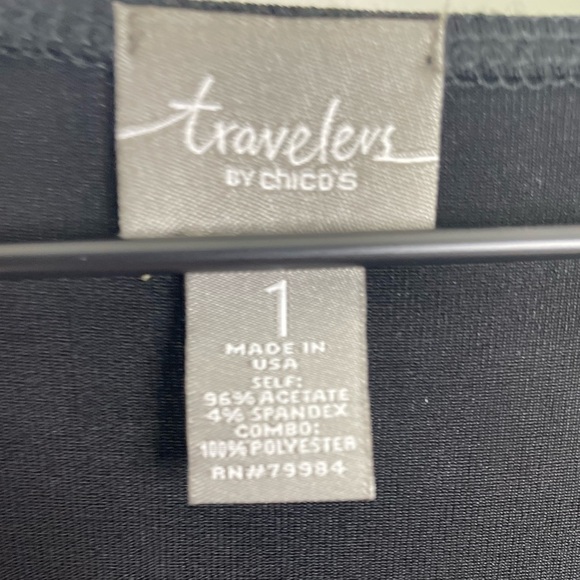 travelers
BY chico's
1
MADE IN
USA
SELF:
96% ACETATE
4% SPANDEX
COMBO:
100% POLYESTER
RN#79984